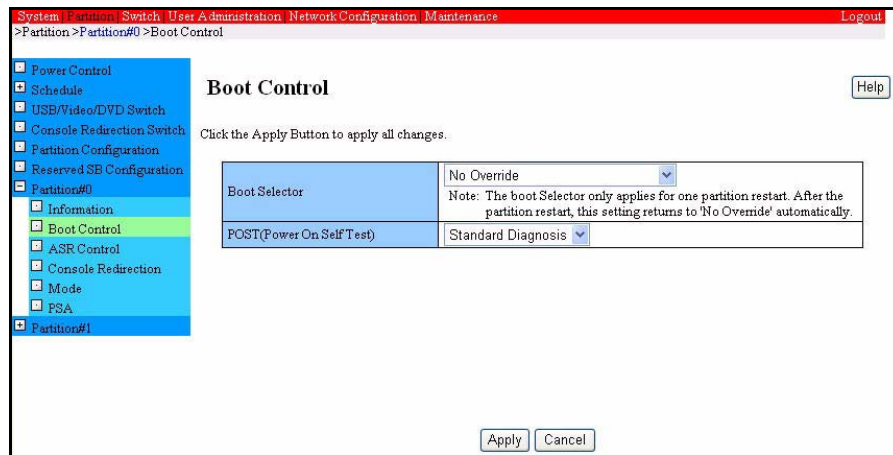 System | Partition | Switch | User Administration | Network Configuration | Maintenance Logout
>Partition >Partition#0 >Boot Control
Power Control
Schedule
USB/Video/DVD Switch
Console Redirection Switch
Partition Configuration
Reserved SB Configuration
Partition#0
Information
Boot Control
ASR Control
Console Redirection
Mode
PSA
Partition#1
Boot Control
Help
Click the Apply Button to apply all changes.
Boot Selector
No Override
Note: The boot Selector only applies for one partition restart. After the
partition restart, this setting returns to 'No Override' automatically.
POST(Power On Self Test)
Standard Diagnosis
Apply Cancel